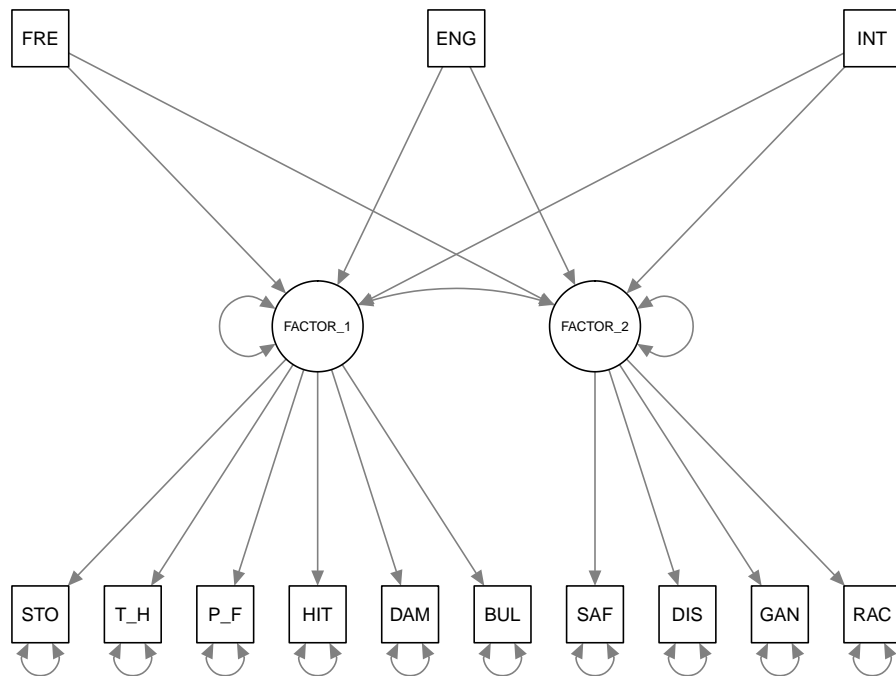 FRE
ENG
INT
FACTOR_1
FACTOR_2
STO
T_H
P_F
HIT
DAM
BUL
SAF
DIS
GAN
RAC